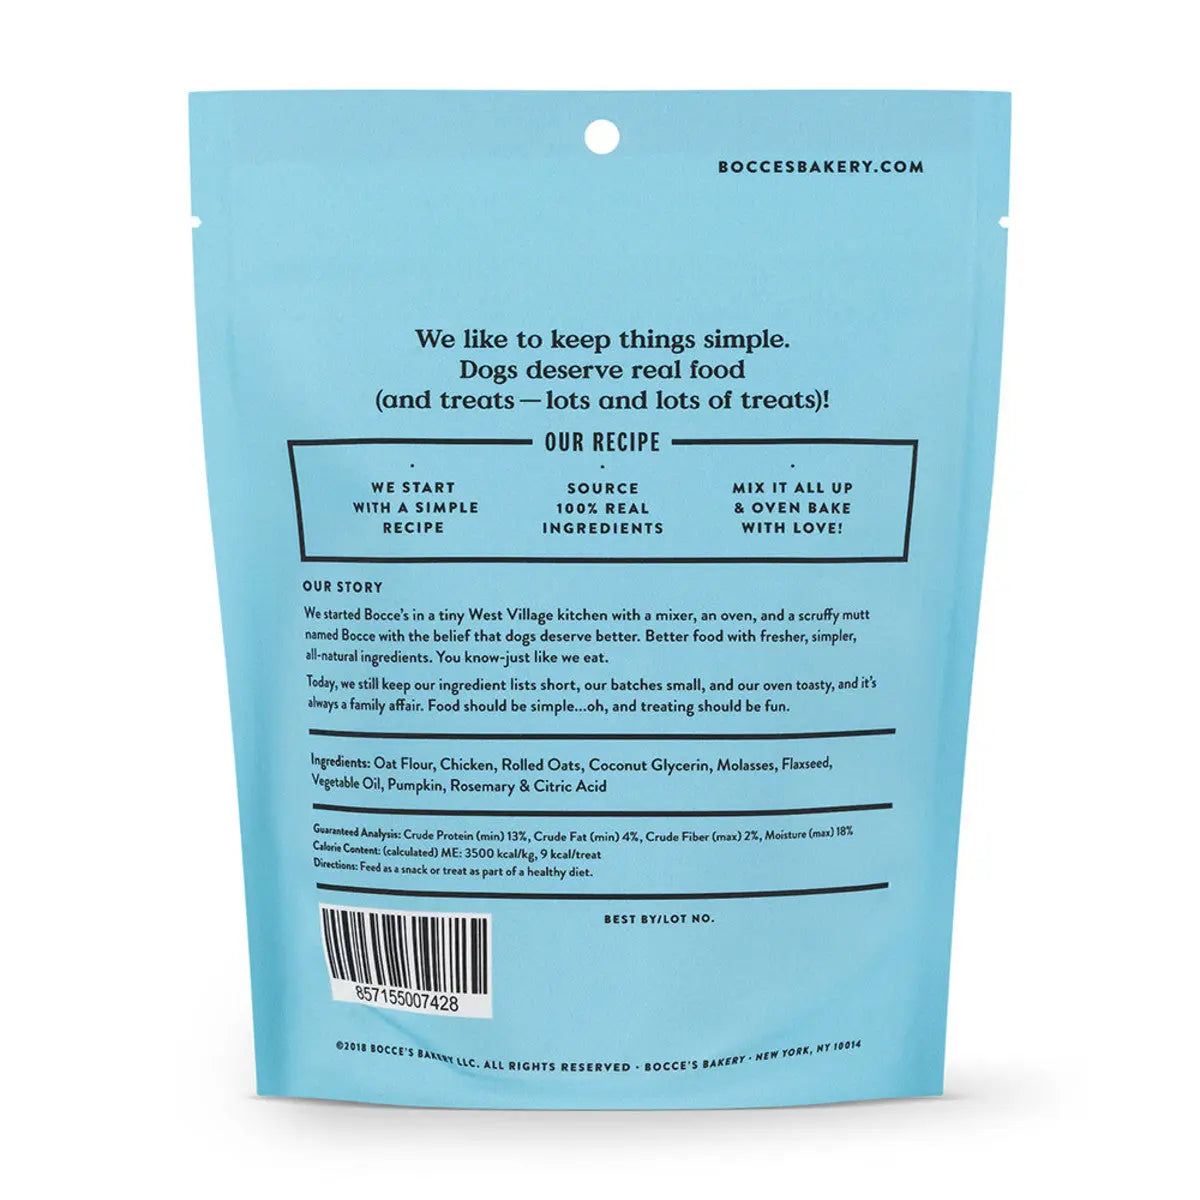 BOCCESBAKERY.COM
We like to keep things simple.
Dogs deserve real food
(and treats—lots and lots of treats)!
OUR RECIPE
WE START
WITH A SIMPLE
RECIPE
SOURCE
100% REAL
INGREDIENTS
MIX IT ALL UP
& OVEN BAKE
WITH LOVE!
OUR STORY
We started Bocce's in a tiny West Village kitchen with a mixer, an oven, and a scruffy mutt
named Bocce with the belief that dogs deserve better. Better food with fresher, simpler,
all-natural ingredients. You know-just like we eat.
Today, we still keep our ingredient lists short, our batches small, and our oven toasty, and it's
always a family affair. Food should be simple...oh, and treating should be fun.
Ingredients: Oat Flour, Chicken, Rolled Oats, Coconut Glycerin, Molasses, Flaxseed,
Vegetable Oil, Pumpkin, Rosemary & Citric Acid
Guaranteed Analysis: Crude Protein (min) 13%, Crude Fat (min) 4%, Crude Fiber (max) 2%, Moisture (max) 18%
Calorie Content: (calculated) ME: 3500 kcal/kg, 9 kcal/treat
Directions: Feed as a snack or treat as part of a healthy diet.
BEST BY/LOT NO.
857155007428
©2018 BOCCE'S BAKERY LLC. ALL RIGHTS RESERVED · BOCCE'S BAKERY · NEW YORK, NY 10014